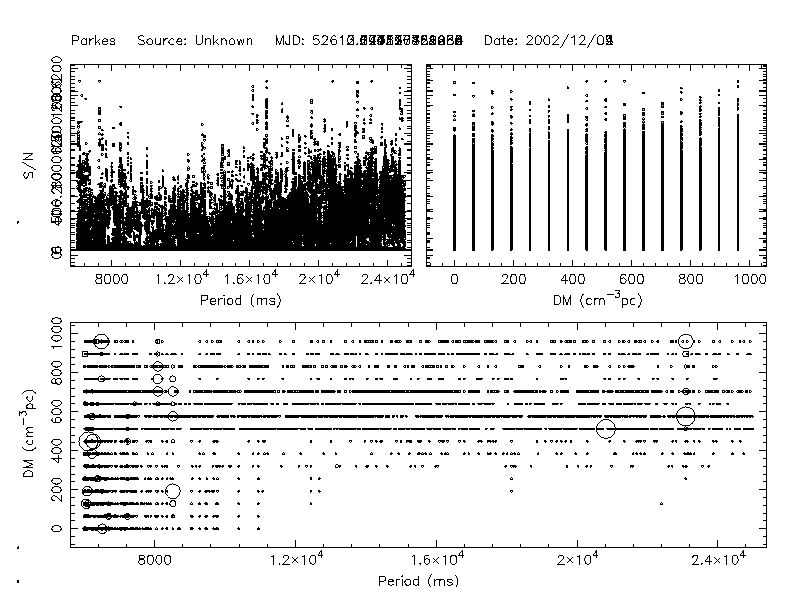 Parkes Source: Unknown MJD: Date: 2002/12/
S/N
8000 1.2×10⁴ 1.6×10⁴ 2×10⁴ 2.4×10⁴
Period (ms)
0 200 400 600 800 1000
DM (cm⁻³pc)
DM (cm⁻³pc)
0 200 400 600 800 1000
8000 1.2×10⁴ 1.6×10⁴ 2×10⁴ 2.4×10⁴
Period (ms)